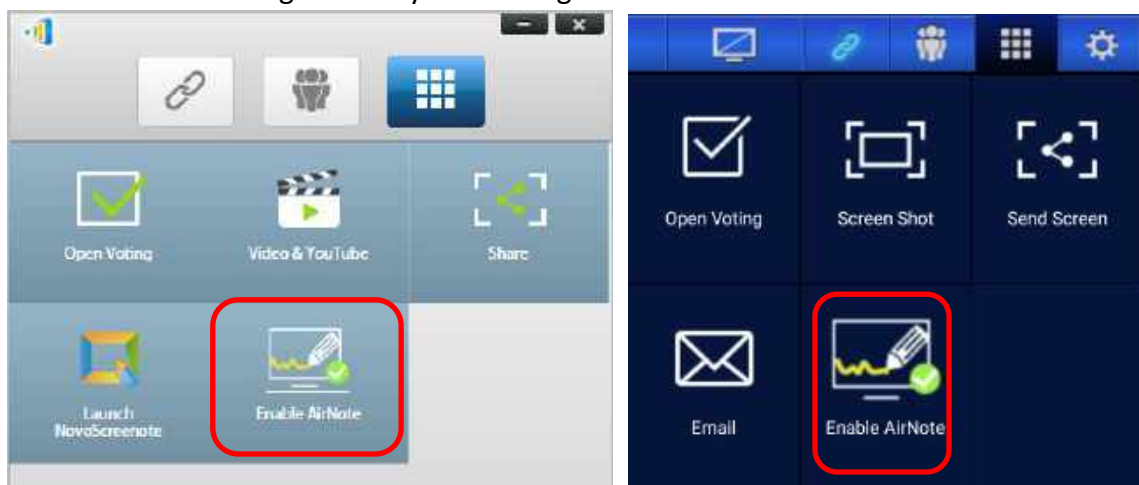 Open Voting
Video & YouTube
Share
Launch
NovoScreenote
Enable AirNote
Open Voting
Screen Shot
Send Screen
Email
Enable AirNote